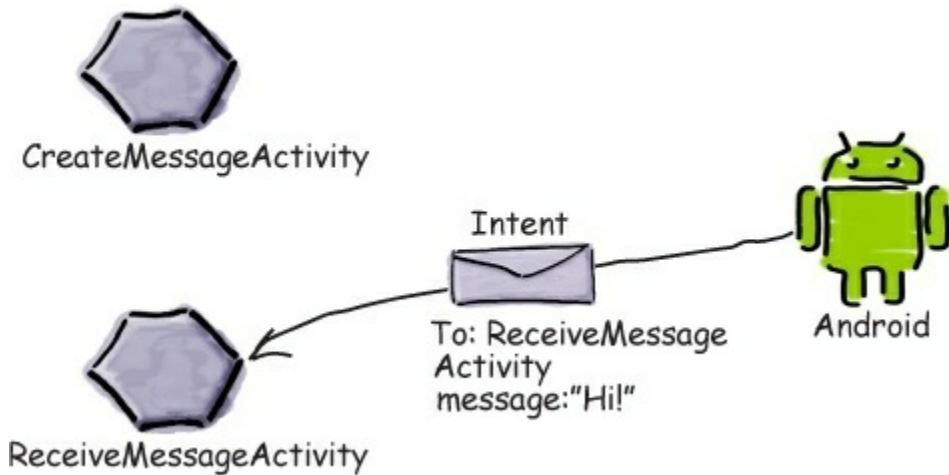 CreateMessageActivity
Intent
To: ReceiveMessage
Activity
message:"Hi!"
Android
ReceiveMessageActivity